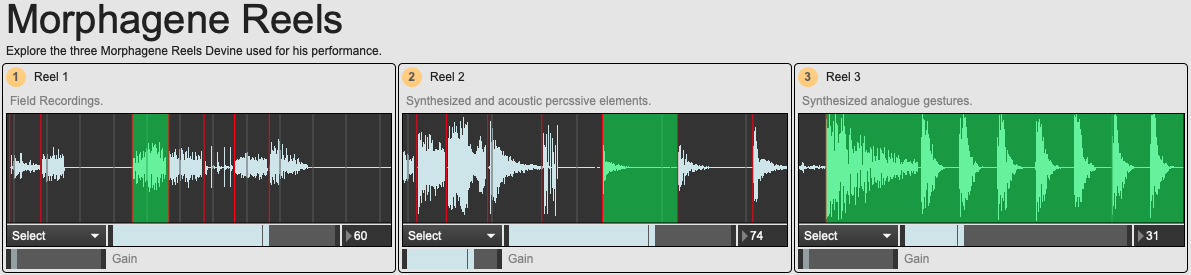 Morphagene Reels
Explore the three Morphagene Reels Devine used for his performance.
1 Reel 1
Field Recordings.
Select 60
Gain
2 Reel 2
Synthesized and acoustic percssive elements.
Select 74
Gain
3 Reel 3
Synthesized analogue gestures.
Select 31
Gain